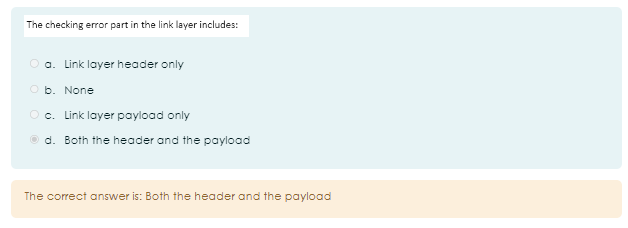 The checking error part in the link layer includes:
a. Link layer header only
b. None
c. Link layer payload only
d. Both the header and the payload
The correct answer is: Both the header and the payload